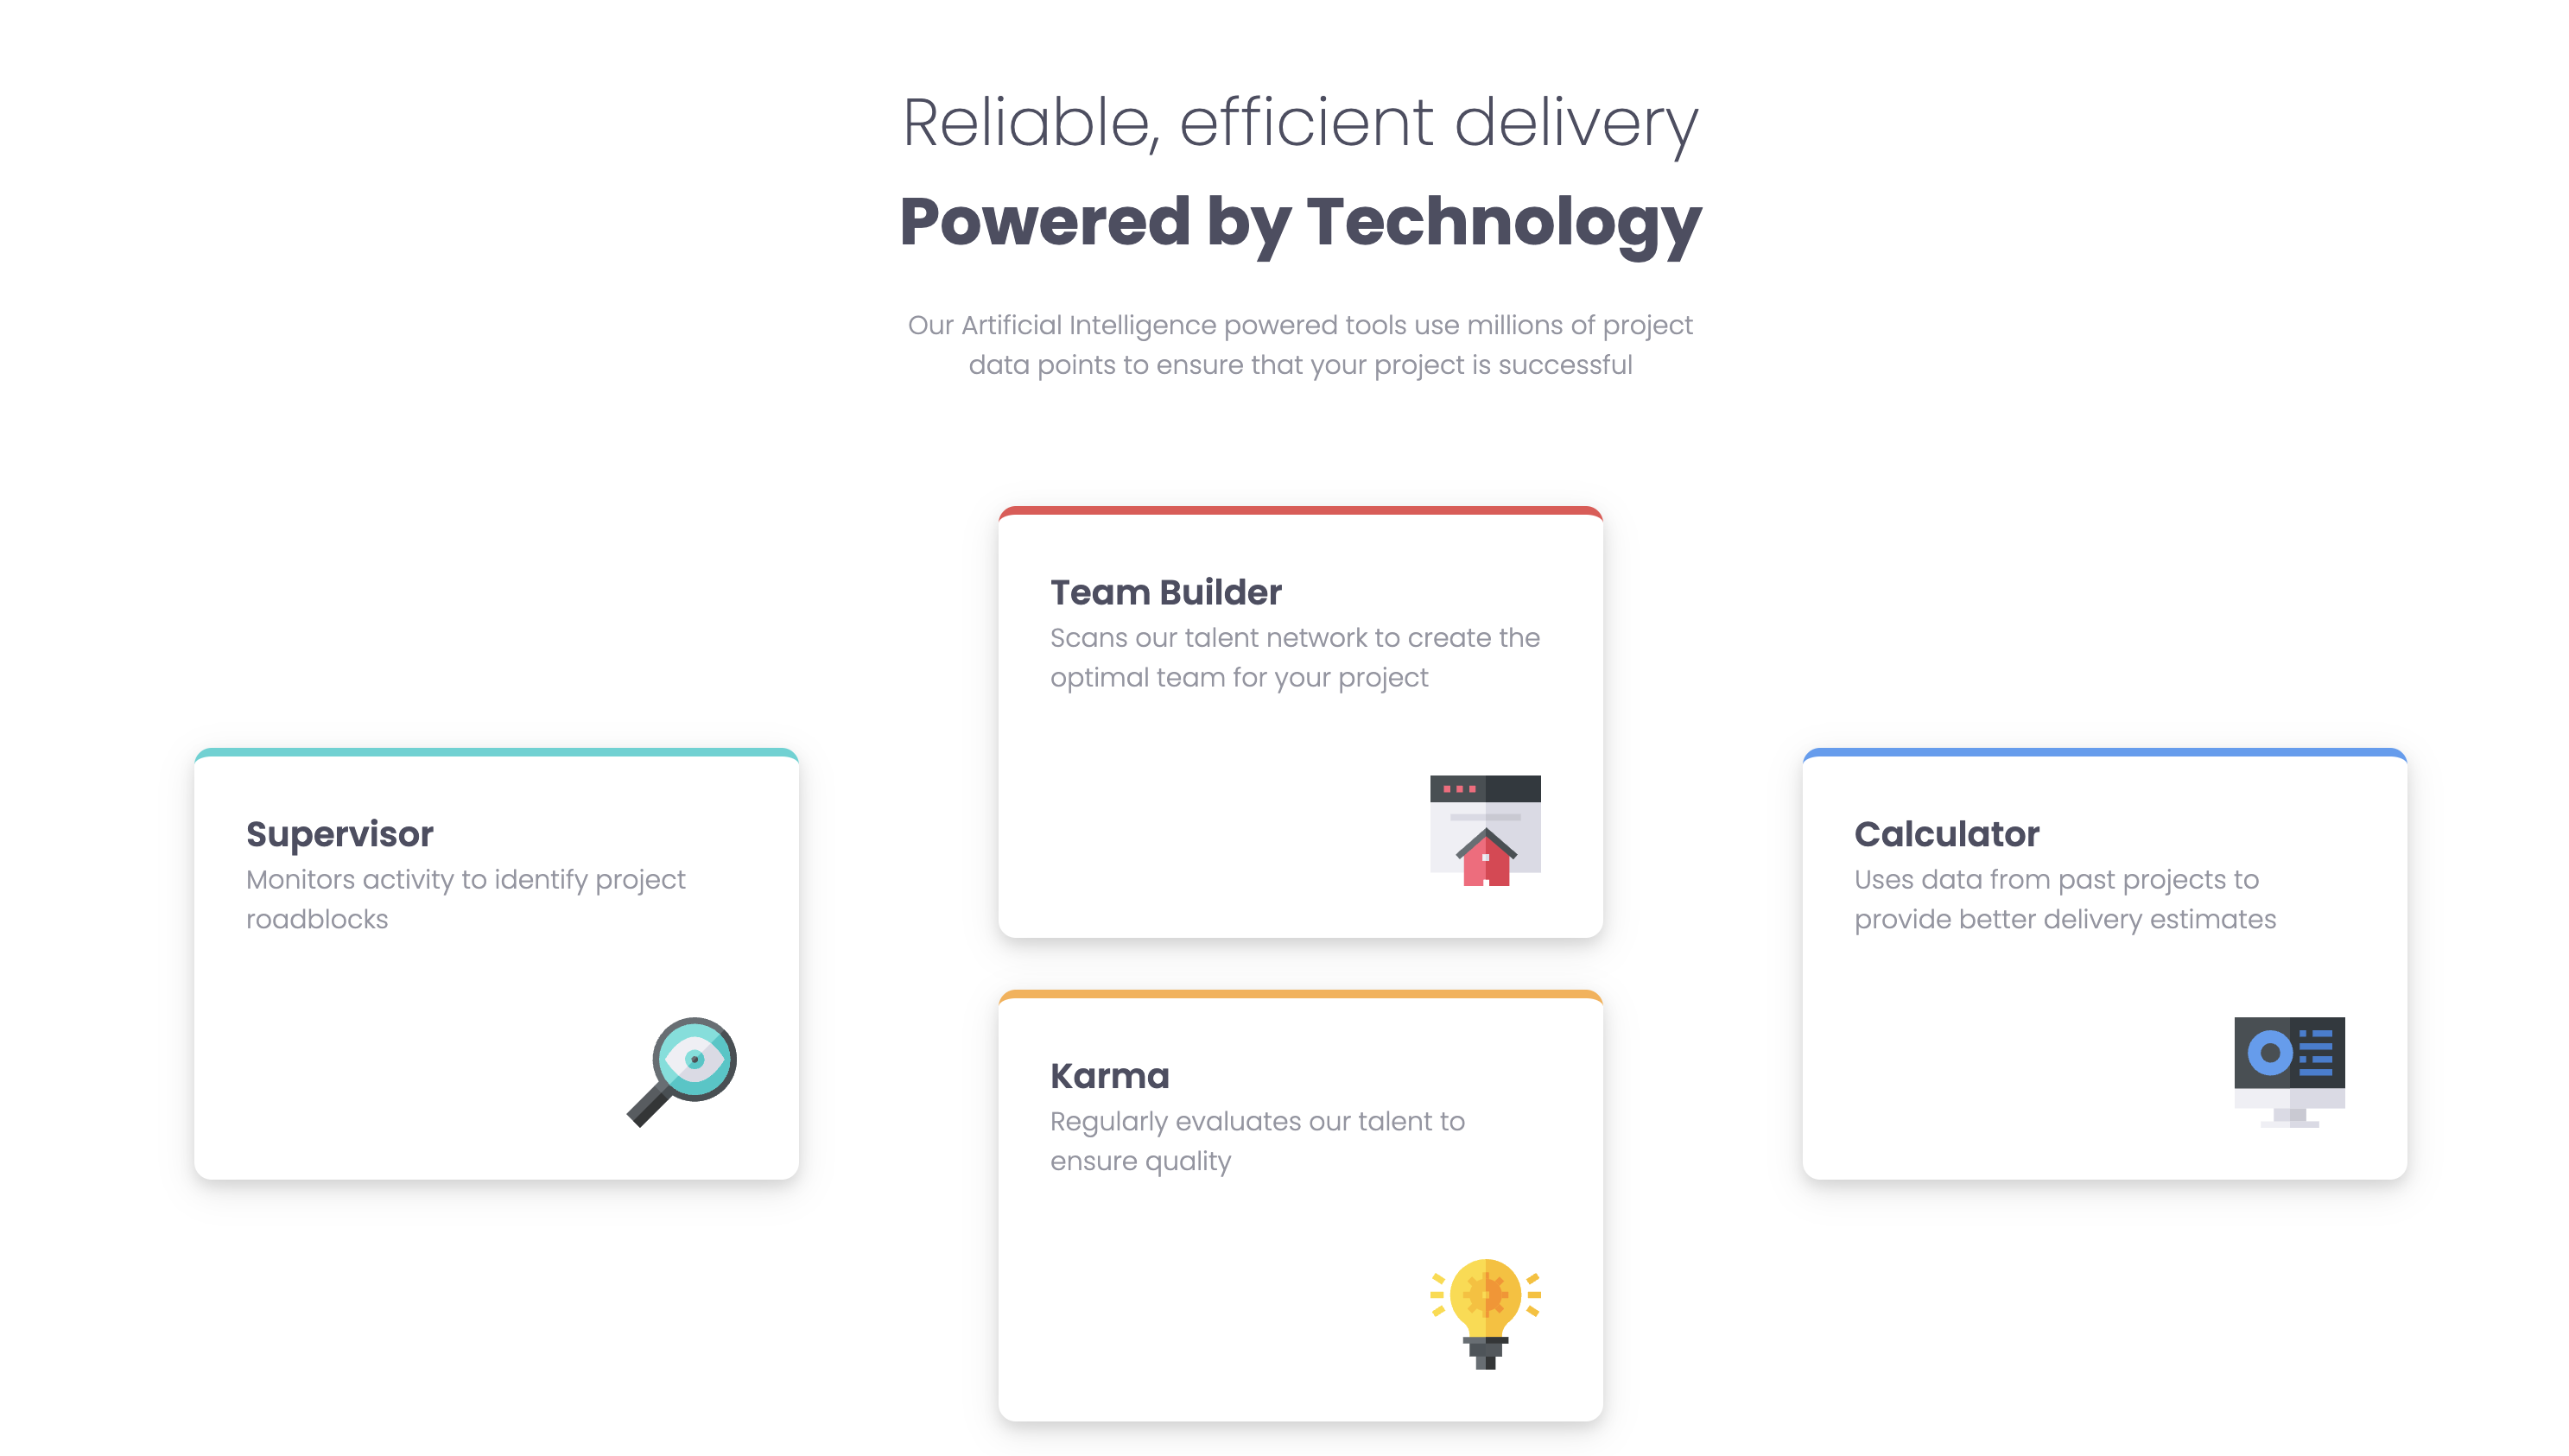 Reliable, efficient delivery
Powered by Technology
Our Artificial Intelligence powered tools use millions of project
data points to ensure that your project is successful
Supervisor
Monitors activity to identify project
roadblocks
Team Builder
Scans our talent network to create the
optimal team for your project
Karma
Regularly evaluates our talent to
ensure quality
Calculator
Uses data from past projects to
provide better delivery estimates